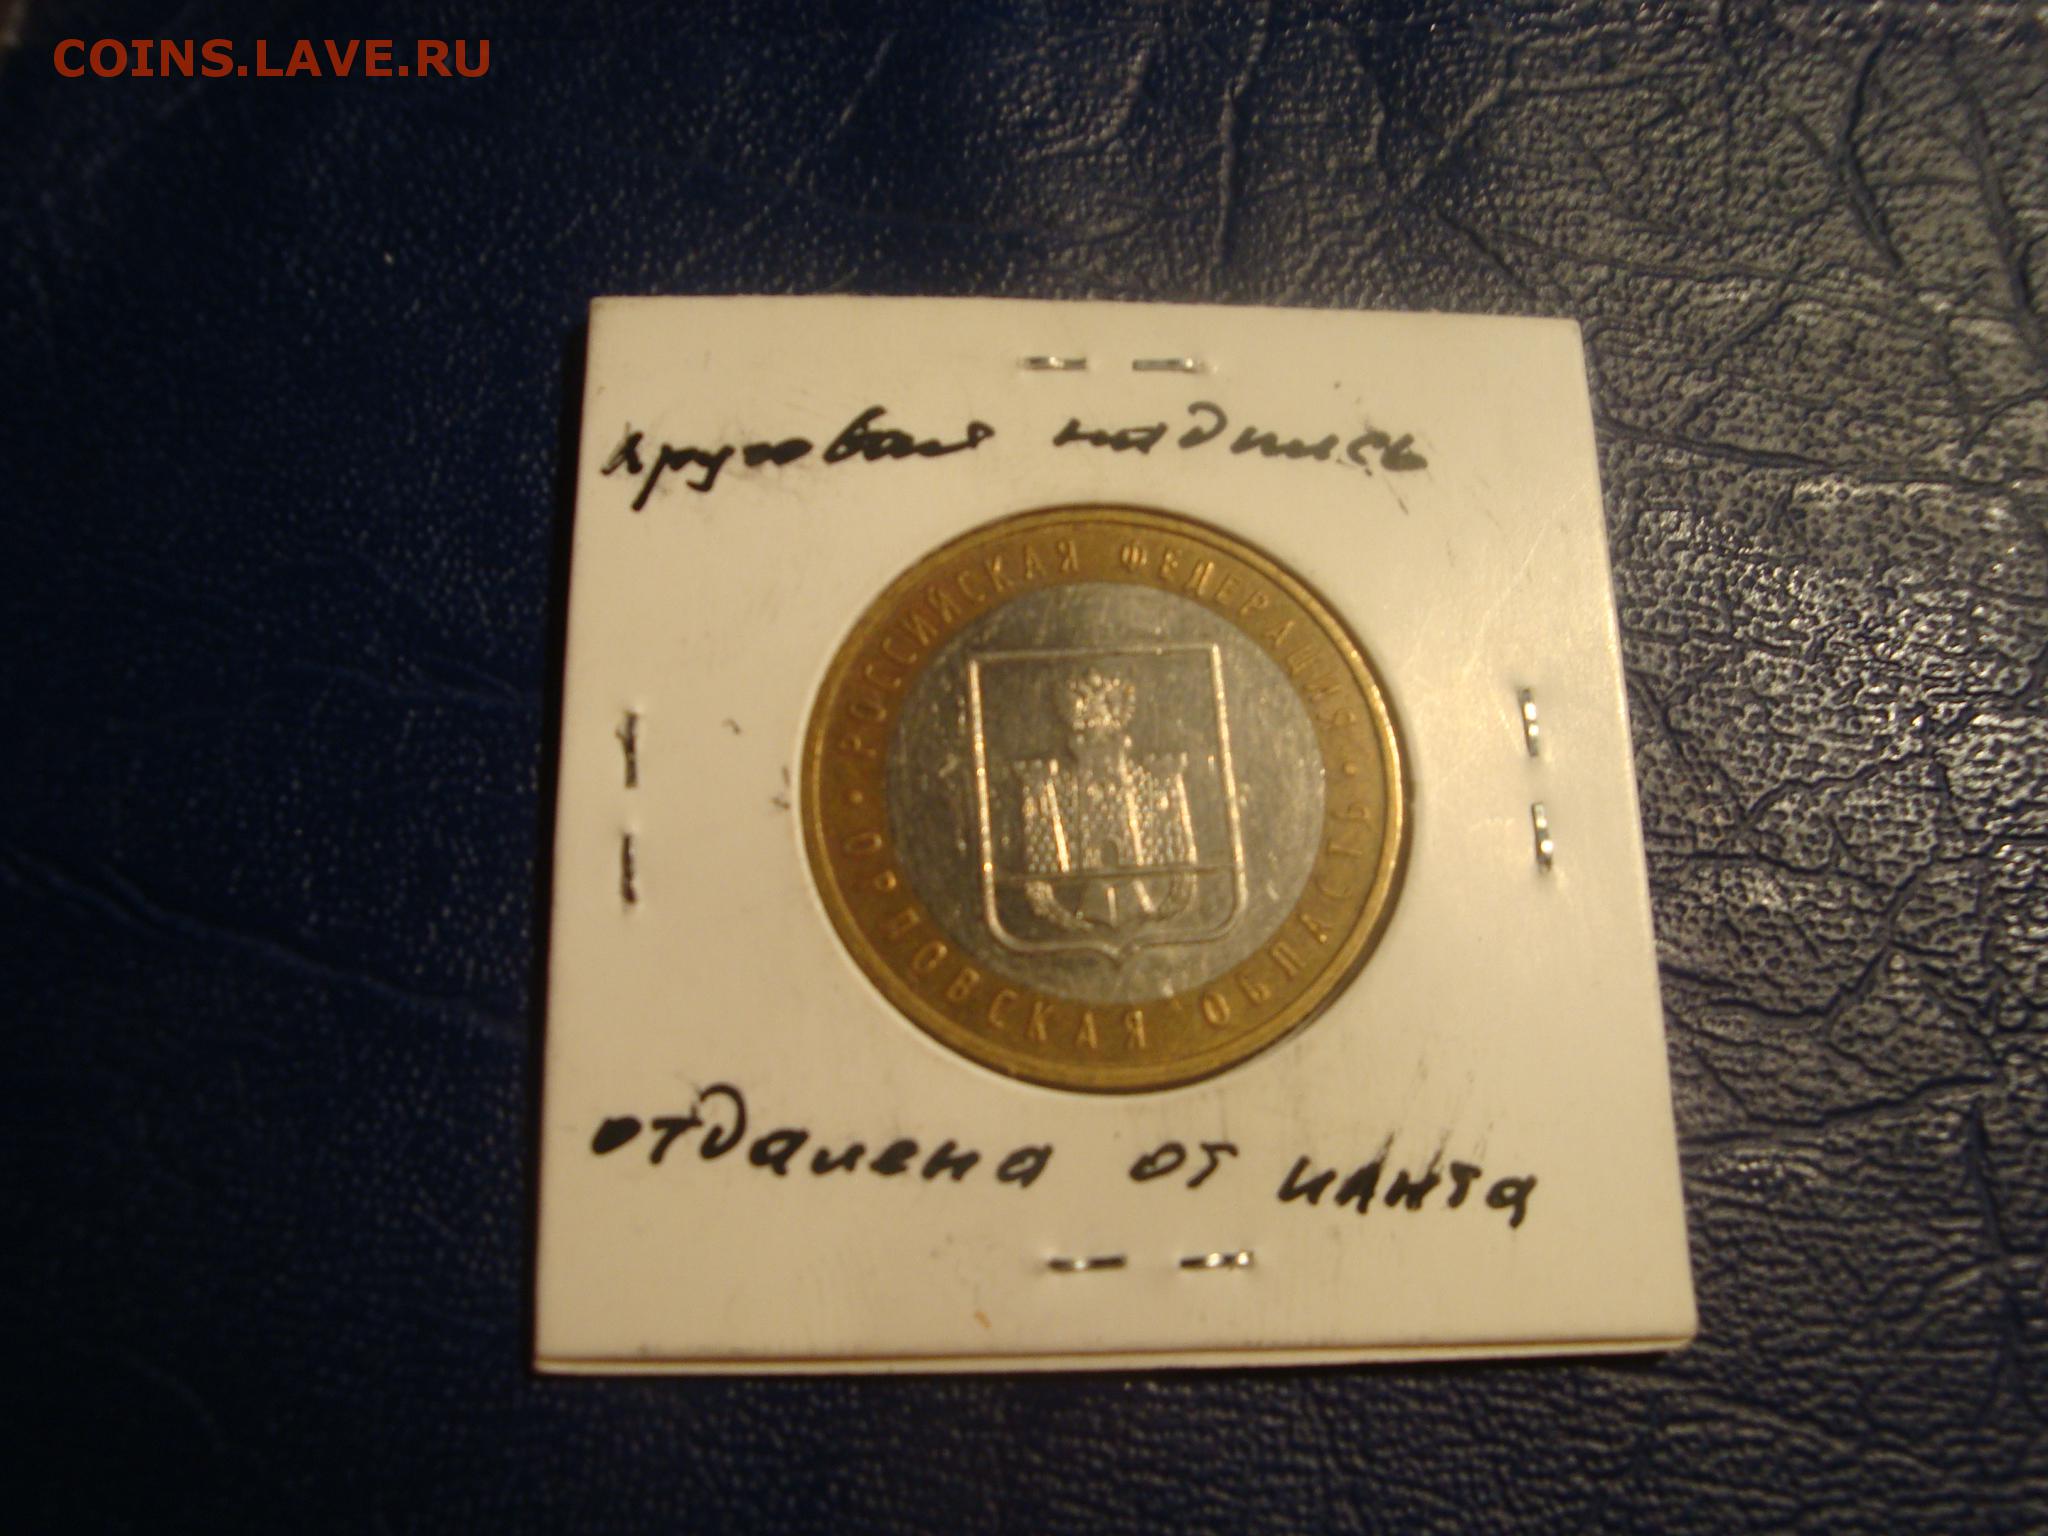 COINS.LAVE.RU
круговая надпись
РОССИЙСКАЯ ФЕДЕРАЦИЯ
ОРЛОВСКАЯ ОБЛАСТЬ
отдалена от канта